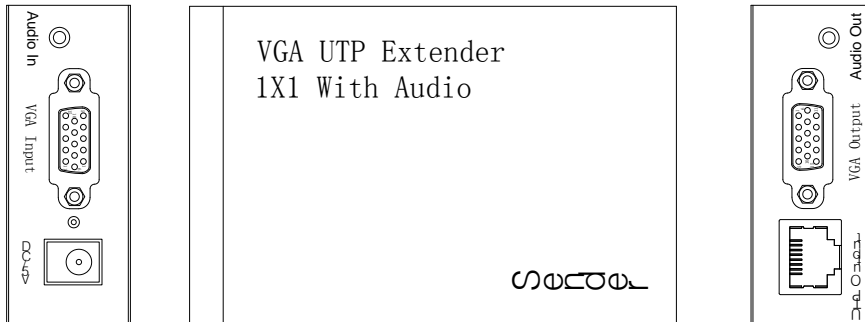 Audio In
VGA Input
DC-5V
VGA UTP Extender
1X1 With Audio
Sender
Audio Out
VGA Output